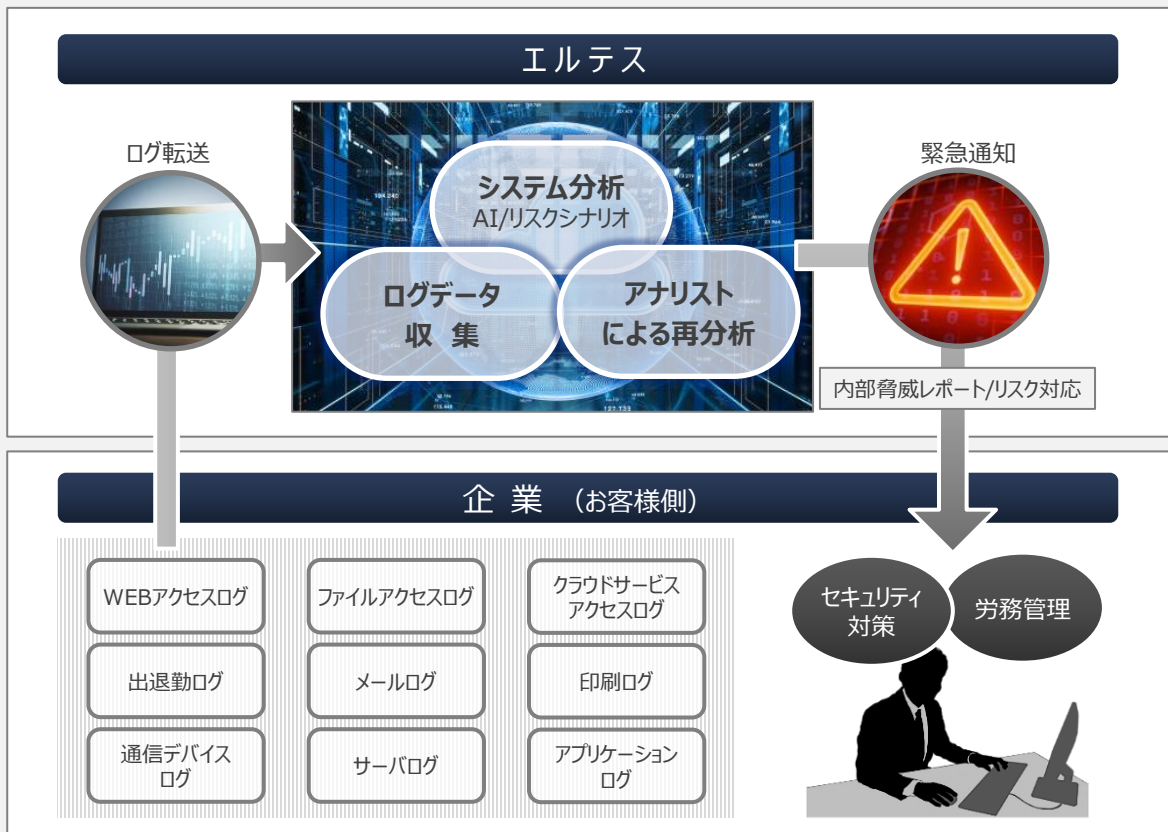 エルテス
ログ転送
緊急通知
システム分析
AI/リスクシナリオ
ログデータ
収 集
アナリスト
による再分析
内部脅威レポート/リスク対応
企 業 （お客様側）
WEBアクセスログ
ファイルアクセスログ
クラウドサービス
アクセスログ
出退勤ログ
メールログ
印刷ログ
通信デバイス
ログ
サーバログ
アプリケーション
ログ
セキュリティ
対策
労務管理
194.240
127.139